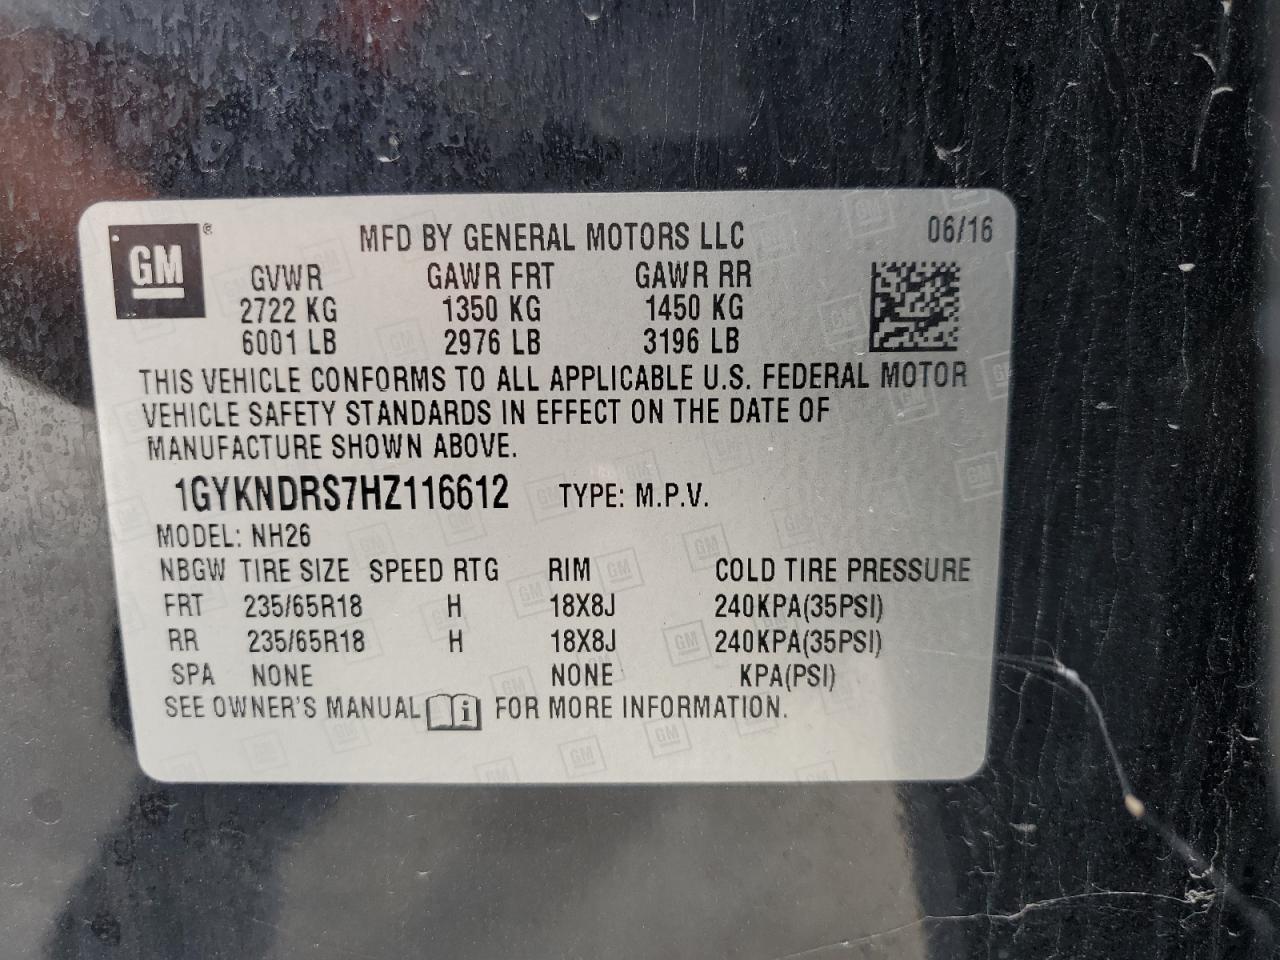 GM ®
MFD BY GENERAL MOTORS LLC 06/16
GVWR GAWR FRT GAWR RR
2722 KG 1350 KG 1450 KG
6001 LB 2976 LB 3196 LB
THIS VEHICLE CONFORMS TO ALL APPLICABLE U.S. FEDERAL MOTOR
VEHICLE SAFETY STANDARDS IN EFFECT ON THE DATE OF
MANUFACTURE SHOWN ABOVE.
1GYKNDRS7HZ116612 TYPE: M.P.V.
MODEL: NH26
NBGW TIRE SIZE SPEED RTG RIM COLD TIRE PRESSURE
FRT 235/65R18 H 18X8J 240KPA(35PSI)
RR 235/65R18 H 18X8J 240KPA(35PSI)
SPA NONE NONE KPA(PSI)
SEE OWNER'S MANUAL i FOR MORE INFORMATION.